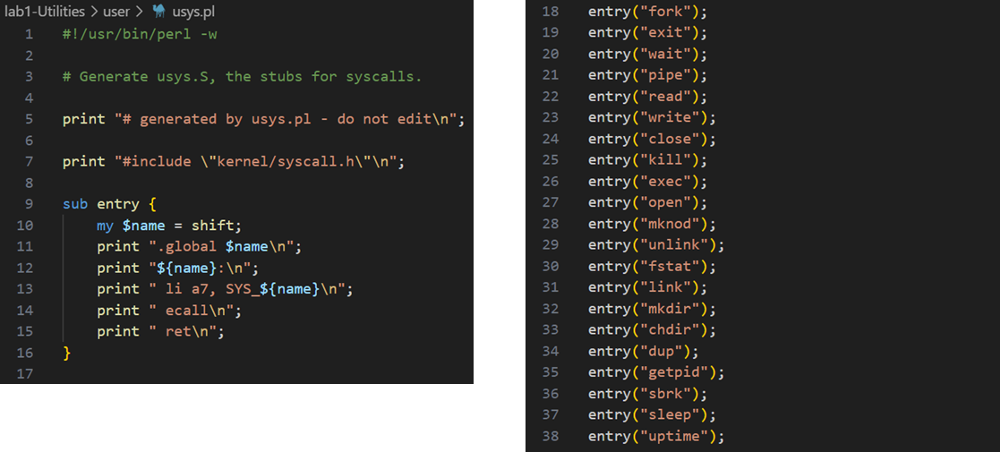 lab1-Utilities > user > usys.pl
1 #!/usr/bin/perl -w
2
3 # Generate usys.S, the stubs for syscalls.
4
5 print "# generated by usys.pl - do not edit\n";
6
7 print "#include \"kernel/syscall.h\"\n";
8
9 sub entry {
10     my $name = shift;
11     print ".global $name\n";
12     print "${name}:\n";
13     print " li a7, SYS_${name}\n";
14     print " ecall\n";
15     print " ret\n";
16 }
17
18 entry("fork");
19 entry("exit");
20 entry("wait");
21 entry("pipe");
22 entry("read");
23 entry("write");
24 entry("close");
25 entry("kill");
26 entry("exec");
27 entry("open");
28 entry("mknod");
29 entry("unlink");
30 entry("fstat");
31 entry("link");
32 entry("mkdir");
33 entry("chdir");
34 entry("dup");
35 entry("getpid");
36 entry("sbrk");
37 entry("sleep");
38 entry("uptime");